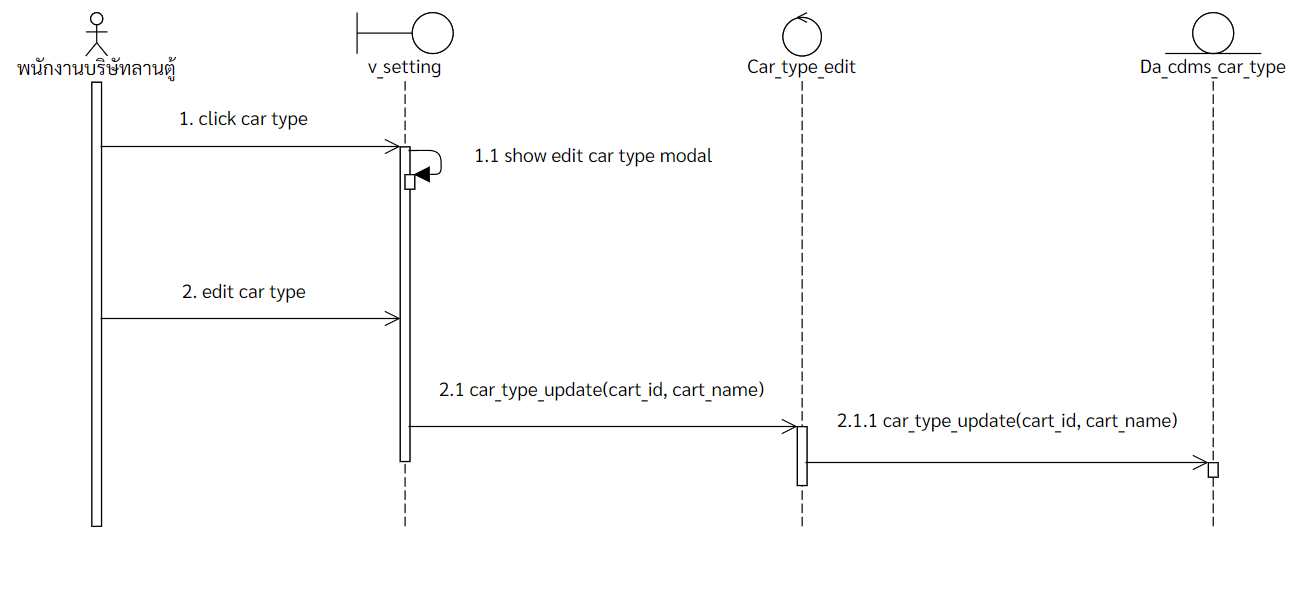 พนักงานบริษัทลานตู้
v_setting
Car_type_edit
Da_cdms_car_type
1. click car type
1.1 show edit car type modal
2. edit car type
2.1 car_type_update(cart_id, cart_name)
2.1.1 car_type_update(cart_id, cart_name)